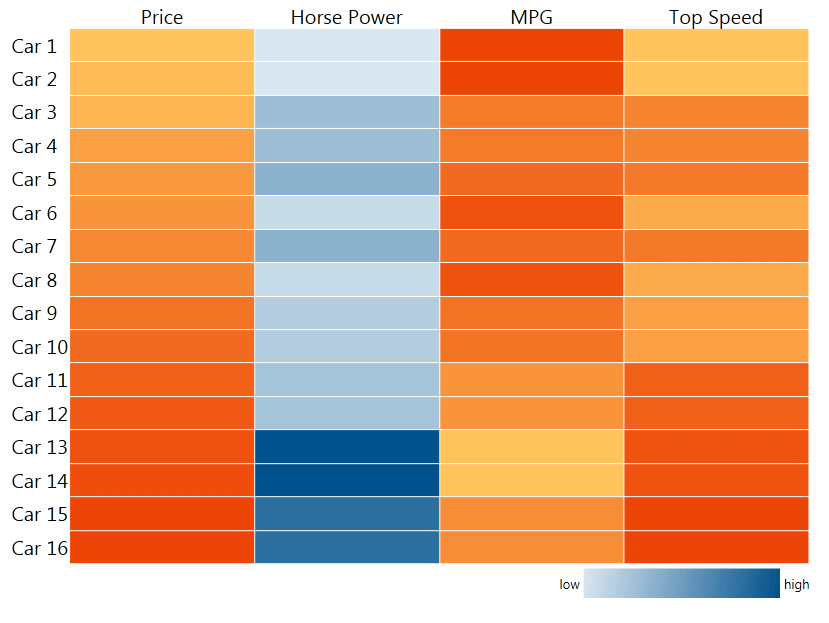 Price Horse Power MPG Top Speed
Car 1
Car 2
Car 3
Car 4
Car 5
Car 6
Car 7
Car 8
Car 9
Car 10
Car 11
Car 12
Car 13
Car 14
Car 15
Car 16
low high